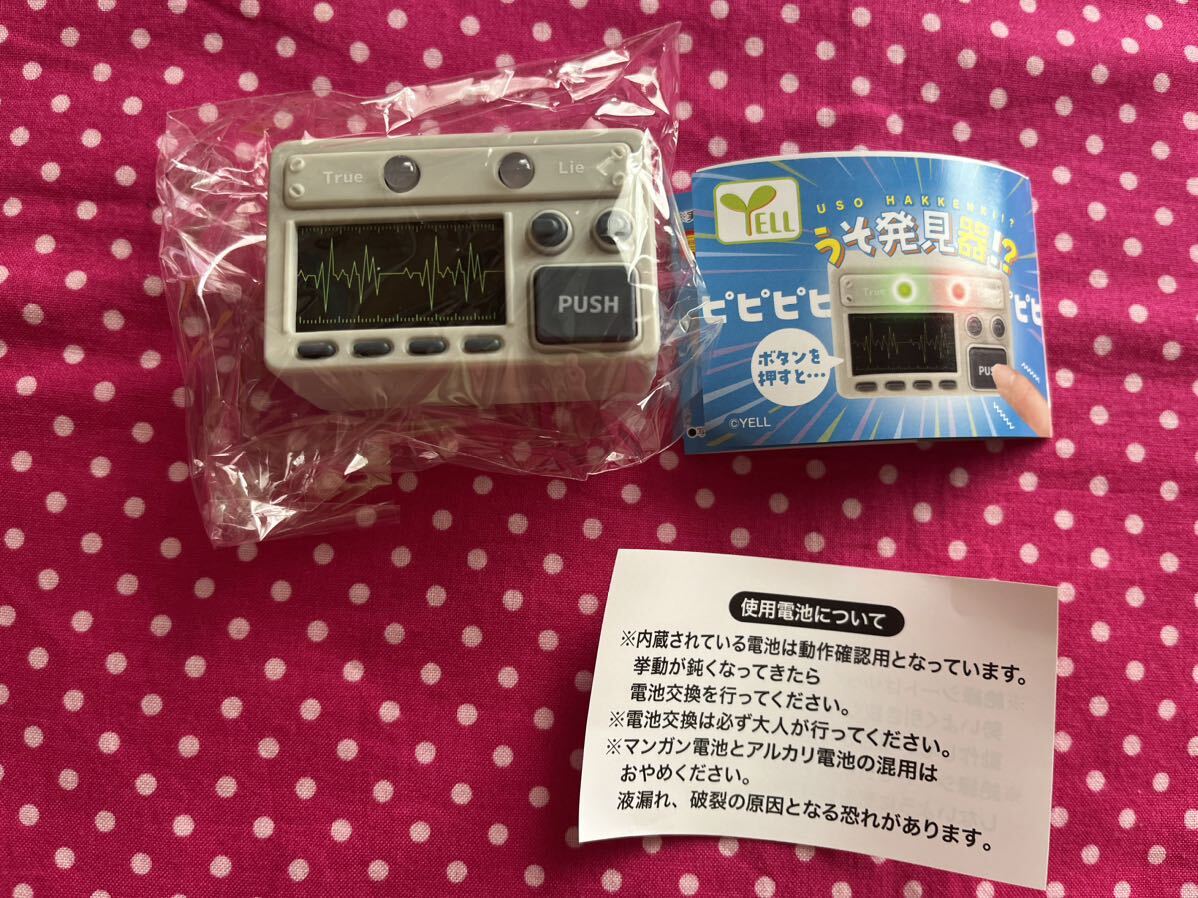 True
Lie
PUSH
YELL
USO HAKKENKI!?
うそ発見器!?
True
ピピピピ
ピ
ボタンを
押すと…
PUS
©YELL
使用電池について
※内蔵されている電池は動作確認用となっています。
挙動が鈍くなってきたら
電池交換を行ってください。
※電池交換は必ず大人が行ってください。
※マンガン電池とアルカリ電池の混用は
おやめください。
液漏れ、破裂の原因となる恐れがあります。